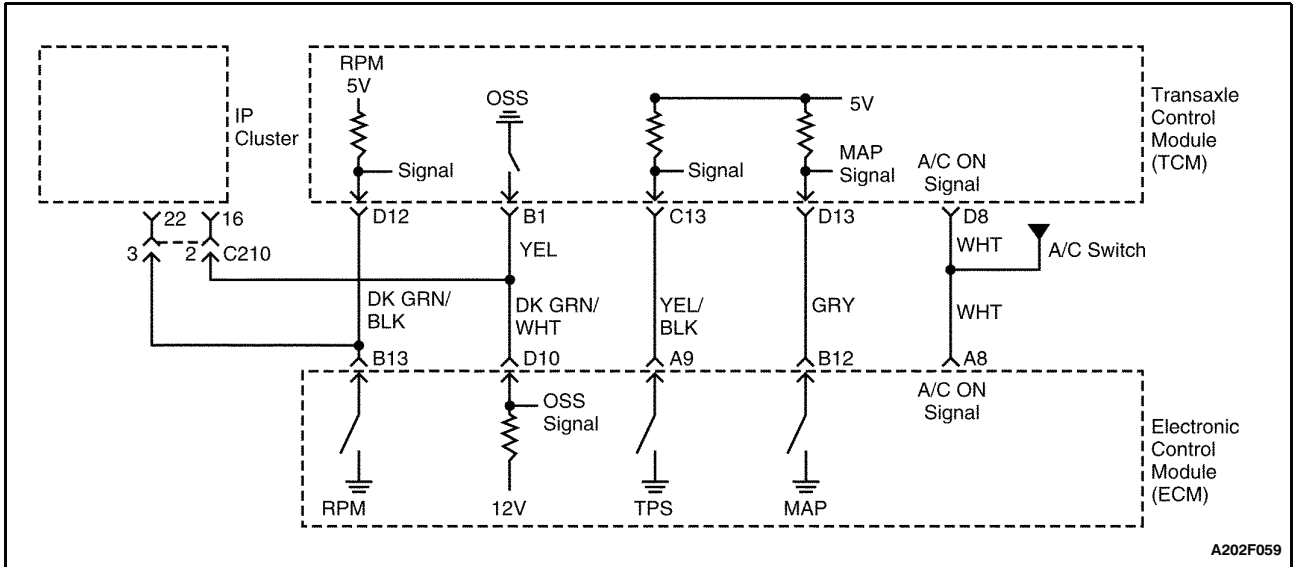 RPM
5V
OSS
5V
Signal
Signal
MAP
Signal
A/C ON
Signal
Transaxle
Control
Module
(TCM)
IP
Cluster
22
16
D12
B1
C13
D13
D8
3
2
C210
YEL
WHT
A/C Switch
DK GRN/
BLK
DK GRN/
WHT
YEL/
BLK
GRY
WHT
B13
D10
A9
B12
A8
OSS
Signal
A/C ON
Signal
Electronic
Control
Module
(ECM)
RPM
12V
TPS
MAP
A202F059